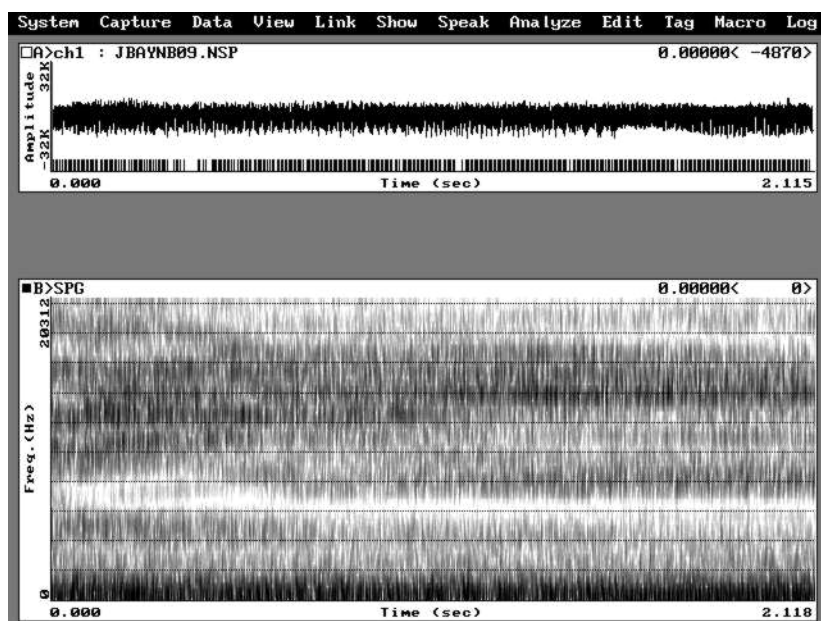 System Capture Data View Link Show Speak Analyze Edit Tag Macro Log
A>ch1 : JBAYNB09.NSP 0.00000< -4870>
Amplitude
-32K 32K
0.000 Time (sec) 2.115
B>SPG 0.00000< 0>
Freq.(Hz)
0 20312
0.000 Time (sec) 2.118